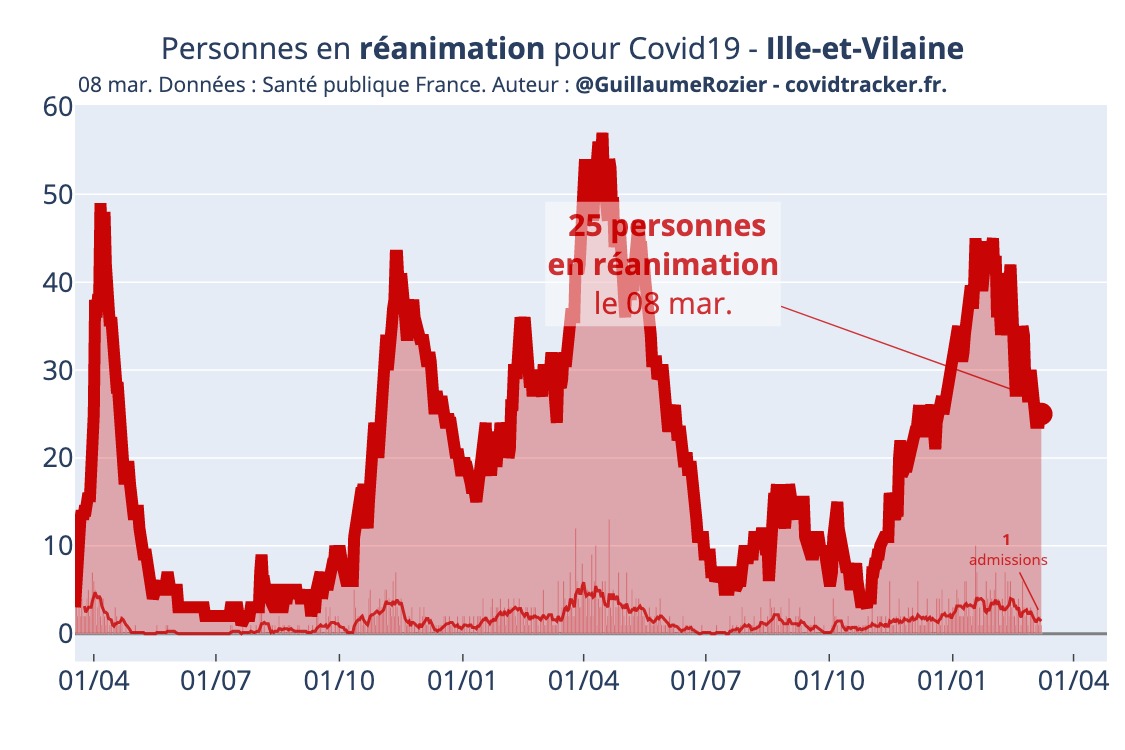 Personnes en réanimation pour Covid19 - Ille-et-Vilaine
08 mar. Données : Santé publique France. Auteur : @GuillaumeRozier - covidtracker.fr.
60
50
40
30
20
10
0
25 personnes
en réanimation
le 08 mar.
1
admissions
01/04 01/07 01/10 01/01 01/04 01/07 01/10 01/01 01/04